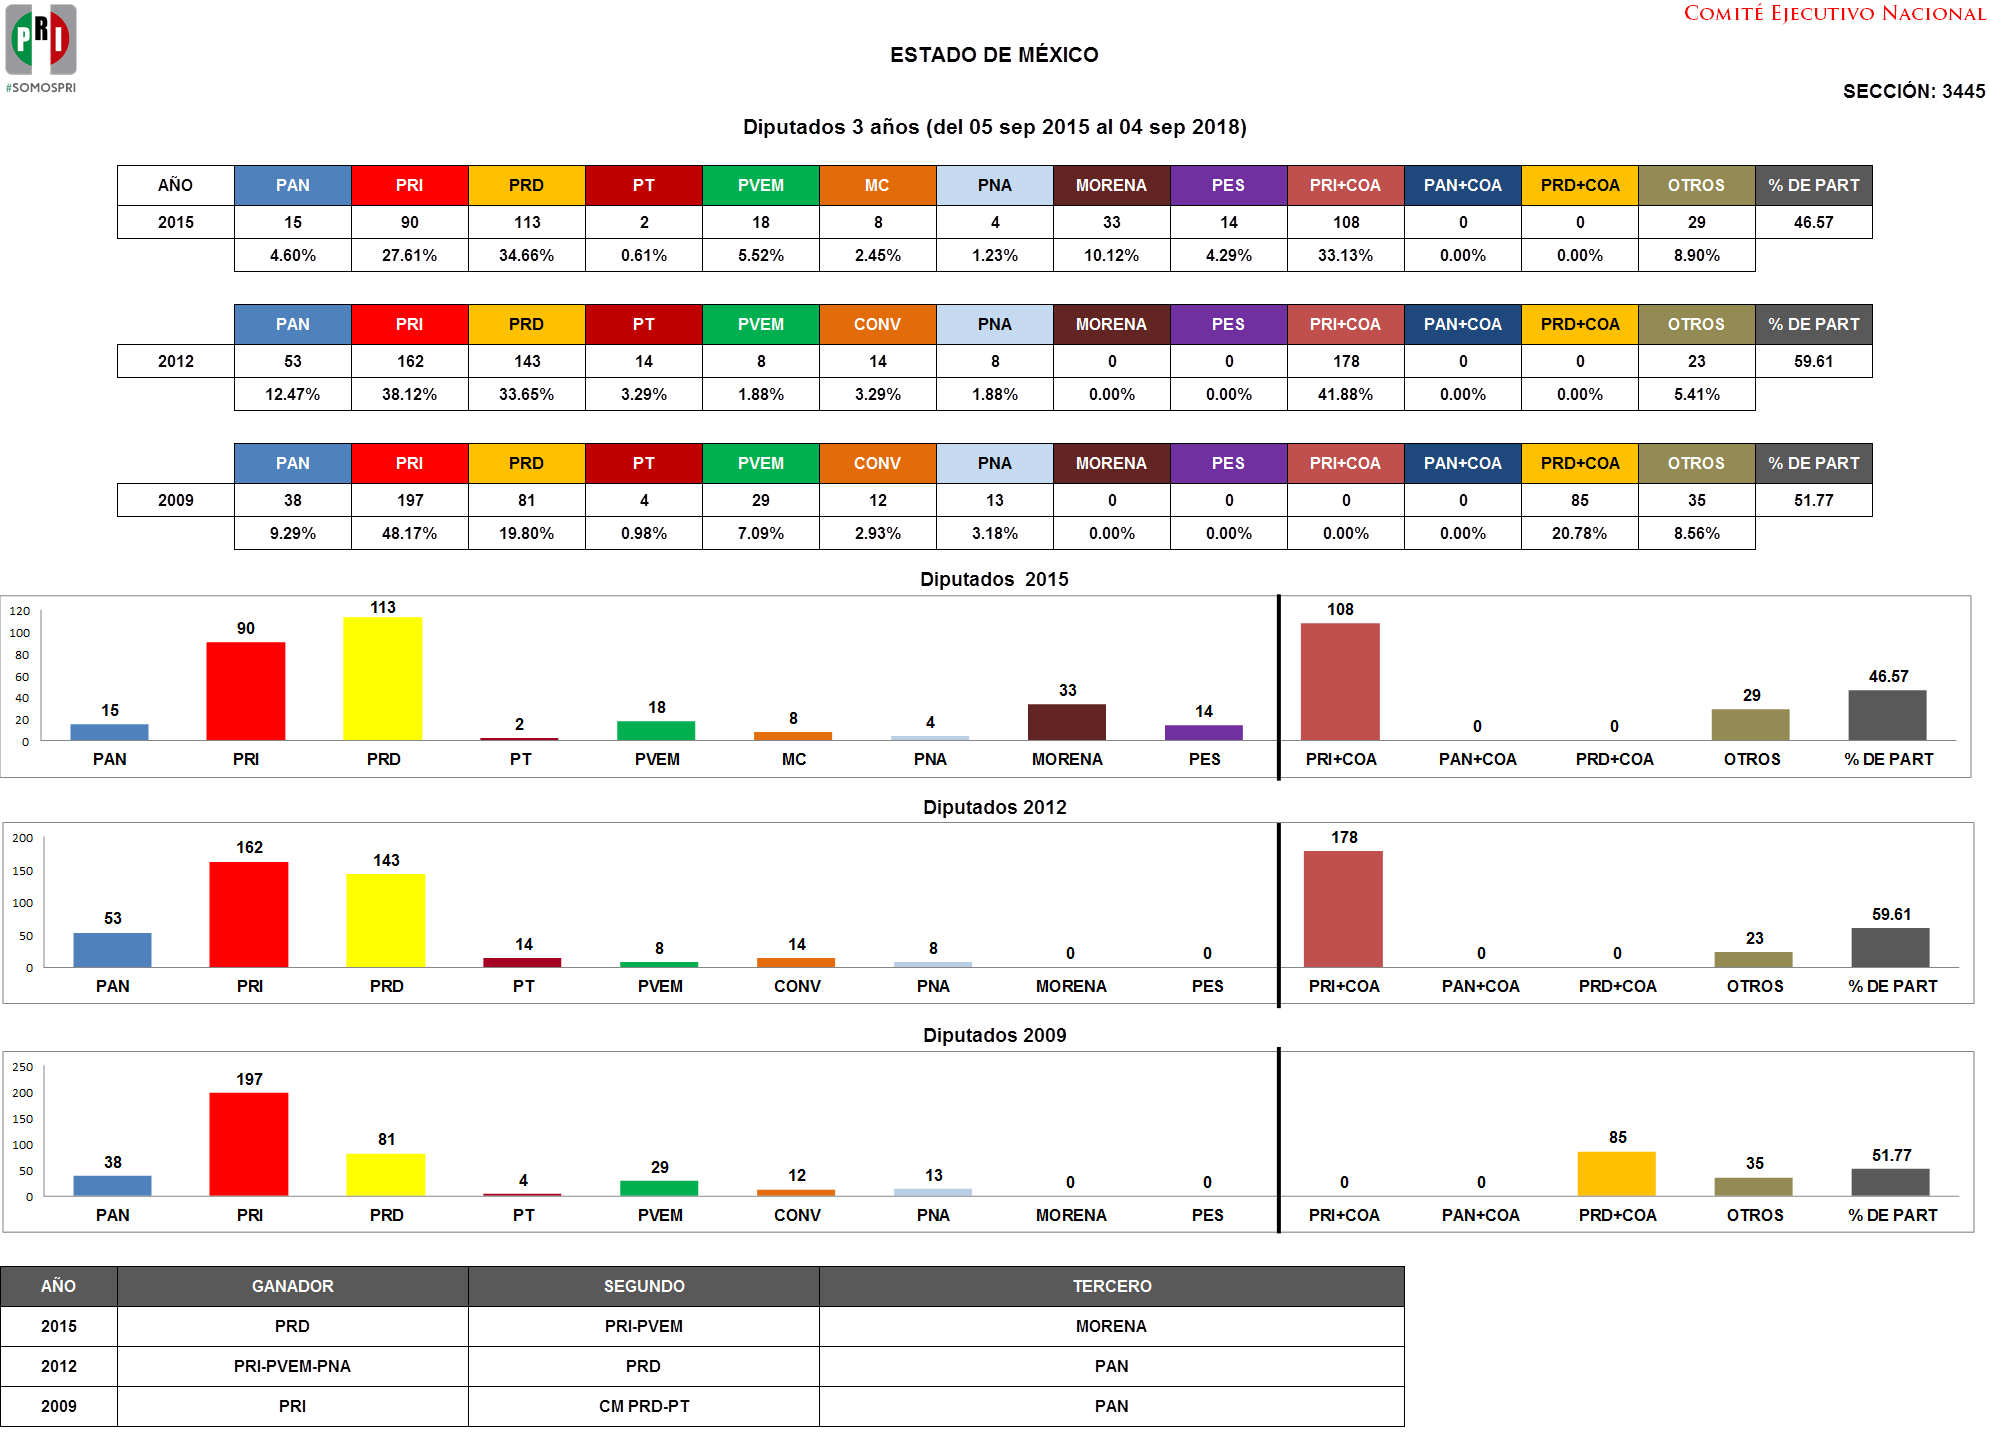 PRI
#SOMOSPRI
COMITÉ EJECUTIVO NACIONAL
ESTADO DE MÉXICO
SECCIÓN: 3445
Diputados 3 años (del 05 sep 2015 al 04 sep 2018)
AÑO PAN PRI PRD PT PVEM MC PNA MORENA PES PRI+COA PAN+COA PRD+COA OTROS % DE PART
2015 15 90 113 2 18 8 4 33 14 108 0 0 29 46.57
4.60% 27.61% 34.66% 0.61% 5.52% 2.45% 1.23% 10.12% 4.29% 33.13% 0.00% 0.00% 8.90%
PAN PRI PRD PT PVEM CONV PNA MORENA PES PRI+COA PAN+COA PRD+COA OTROS % DE PART
2012 53 162 143 14 8 14 8 0 0 178 0 0 23 59.61
12.47% 38.12% 33.65% 3.29% 1.88% 3.29% 1.88% 0.00% 0.00% 41.88% 0.00% 0.00% 5.41%
PAN PRI PRD PT PVEM CONV PNA MORENA PES PRI+COA PAN+COA PRD+COA OTROS % DE PART
2009 38 197 81 4 29 12 13 0 0 0 0 85 35 51.77
9.29% 48.17% 19.80% 0.98% 7.09% 2.93% 3.18% 0.00% 0.00% 0.00% 0.00% 20.78% 8.56%
Diputados 2015
120
100
80
60
40
20
0
15 90 113 2 18 8 4 33 14 108 0 0 29 46.57
PAN PRI PRD PT PVEM MC PNA MORENA PES PRI+COA PAN+COA PRD+COA OTROS % DE PART
Diputados 2012
200
150
100
50
0
53 162 143 14 8 14 8 0 0 178 0 0 23 59.61
PAN PRI PRD PT PVEM CONV PNA MORENA PES PRI+COA PAN+COA PRD+COA OTROS % DE PART
Diputados 2009
250
200
150
100
50
0
38 197 81 4 29 12 13 0 0 0 0 85 35 51.77
PAN PRI PRD PT PVEM CONV PNA MORENA PES PRI+COA PAN+COA PRD+COA OTROS % DE PART
AÑO GANADOR SEGUNDO TERCERO
2015 PRD PRI-PVEM MORENA
2012 PRI-PVEM-PNA PRD PAN
2009 PRI CM PRD-PT PAN